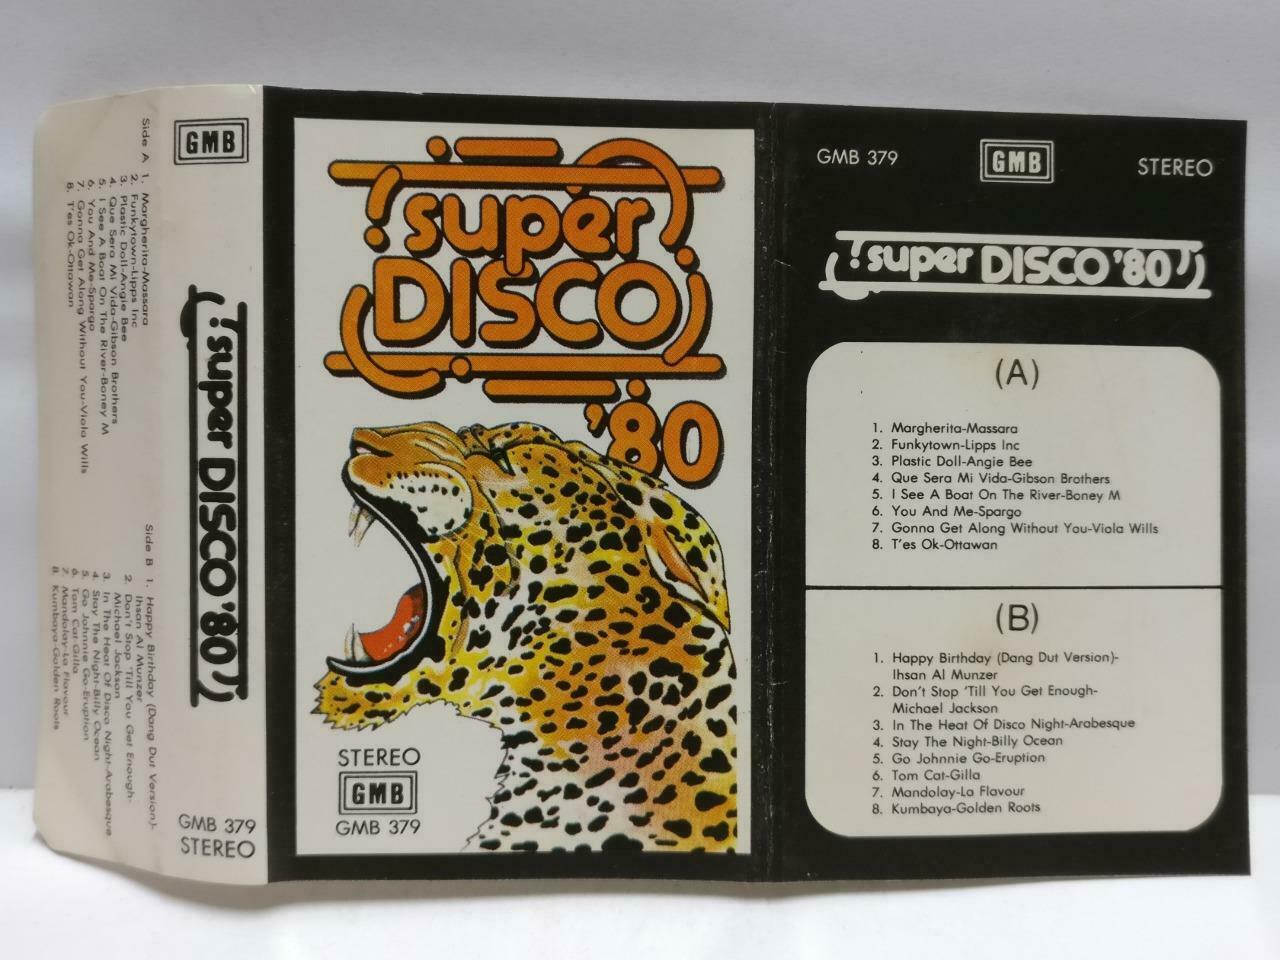 Side A
1. Margherita-Massara
2. Funkytown-Lipps Inc
3. Plastic Doll-Angie Bee
4. Que Sera Mi Vida-Gibson Brothers
5. I See A Boat On The River-Boney M
6. You And Me-Spargo
7. Gonna Get Along Without You-Viola Wills
8. T'es Ok-Ottawan
Side B
1. Happy Birthday (Dang Dut Version)-
Ihsan Al Munzer
2. Don't Stop 'Till You Get Enough-
Michael Jackson
3. In The Heat Of Disco Night-Arabesque
4. Stay The Night-Billy Ocean
5. Go Johnnie Go-Eruption
6. Tom Cat-Gilla
7. Mandolay-La Flavour
8. Kumbaya-Golden Roots
GMB
super DISCO '80
GMB 379
STEREO
super
DISCO
'80
STEREO
GMB
GMB 379
GMB 379
GMB
STEREO
super DISCO '80
(A)
1. Margherita-Massara
2. Funkytown-Lipps Inc
3. Plastic Doll-Angie Bee
4. Que Sera Mi Vida-Gibson Brothers
5. I See A Boat On The River-Boney M
6. You And Me-Spargo
7. Gonna Get Along Without You-Viola Wills
8. T'es Ok-Ottawan
(B)
1. Happy Birthday (Dang Dut Version)-
Ihsan Al Munzer
2. Don't Stop 'Till You Get Enough-
Michael Jackson
3. In The Heat Of Disco Night-Arabesque
4. Stay The Night-Billy Ocean
5. Go Johnnie Go-Eruption
6. Tom Cat-Gilla
7. Mandolay-La Flavour
8. Kumbaya-Golden Roots